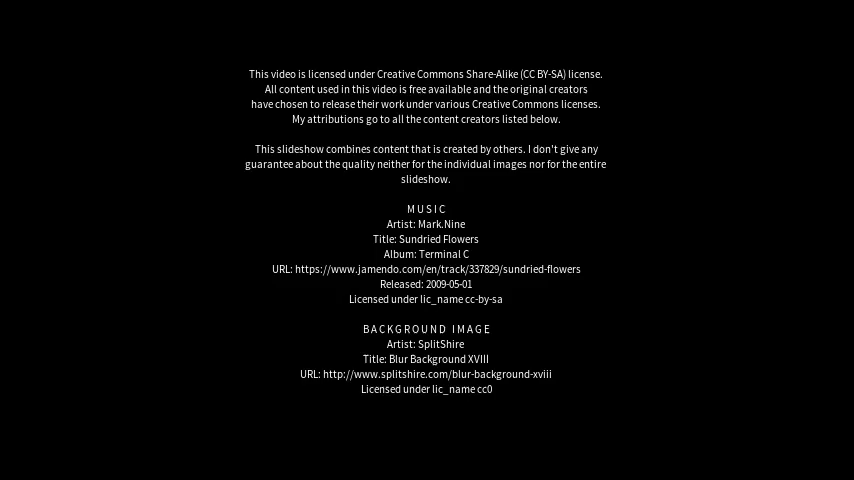 This video is licensed under Creative Commons Share-Alike (CC BY-SA) license.
All content used in this video is free available and the original creators
have chosen to release their work under various Creative Commons licenses.
My attributions go to all the content creators listed below.
This slideshow combines content that is created by others. I don't give any
guarantee about the quality neither for the individual images nor for the entire
slideshow.
MUSIC
Artist: Mark.Nine
Title: Sundried Flowers
Album: Terminal C
URL: https://www.jamendo.com/en/track/337829/sundried-flowers
Released: 2009-05-01
Licensed under lic_name cc-by-sa
BACKGROUND IMAGE
Artist: SplitShire
Title: Blur Background XVIII
URL: http://www.splitshire.com/blur-background-xviii
Licensed under lic_name cc0